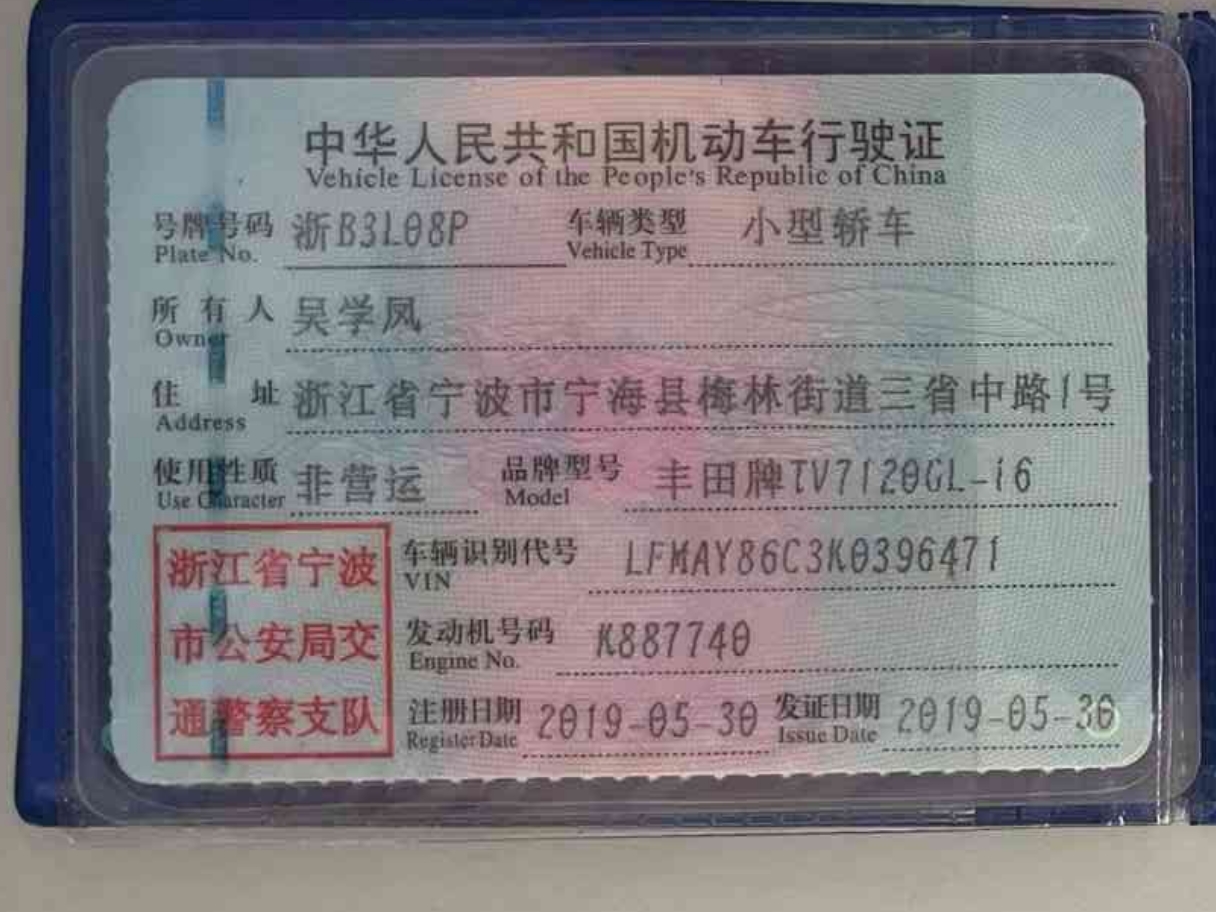 中华人民共和国机动车行驶证
Vehicle License of the People's Republic of China
号牌号码 浙B3L08P 车辆类型 小型轿车
Plate No. Vehicle Type
所有人 吴学凤
Owner
住址 浙江省宁波市宁海县梅林街道三省中路1号
Address
使用性质 非营运 品牌型号 丰田牌TV7120GL-i6
Use Character Model
浙江省宁波 车辆识别代号 LFMAY86C3K0396471
VIN
市公安局交 发动机号码 K887740
Engine No.
通警察支队 注册日期 2019-05-30 发证日期 2019-05-30
Register Date Issue Date